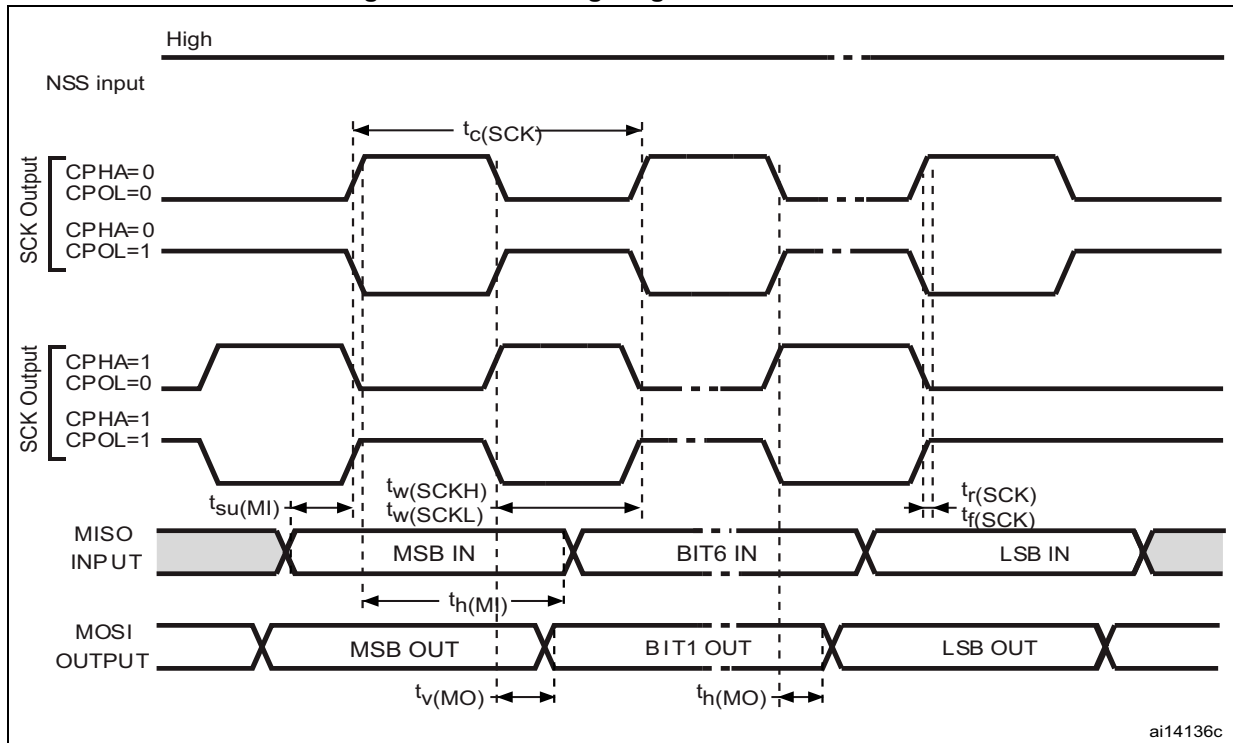 High
NSS input
tc(SCK)
SCK Output
CPHA=0
CPOL=0
CPHA=0
CPOL=1
SCK Output
CPHA=1
CPOL=0
CPHA=1
CPOL=1
tsu(MI)
tw(SCKH)
tw(SCKL)
tr(SCK)
tf(SCK)
MISO
INPUT
MSB IN
BIT6 IN
LSB IN
th(MI)
MOSI
OUTPUT
MSB OUT
BIT1 OUT
LSB OUT
tv(MO)
th(MO)
ai14136c